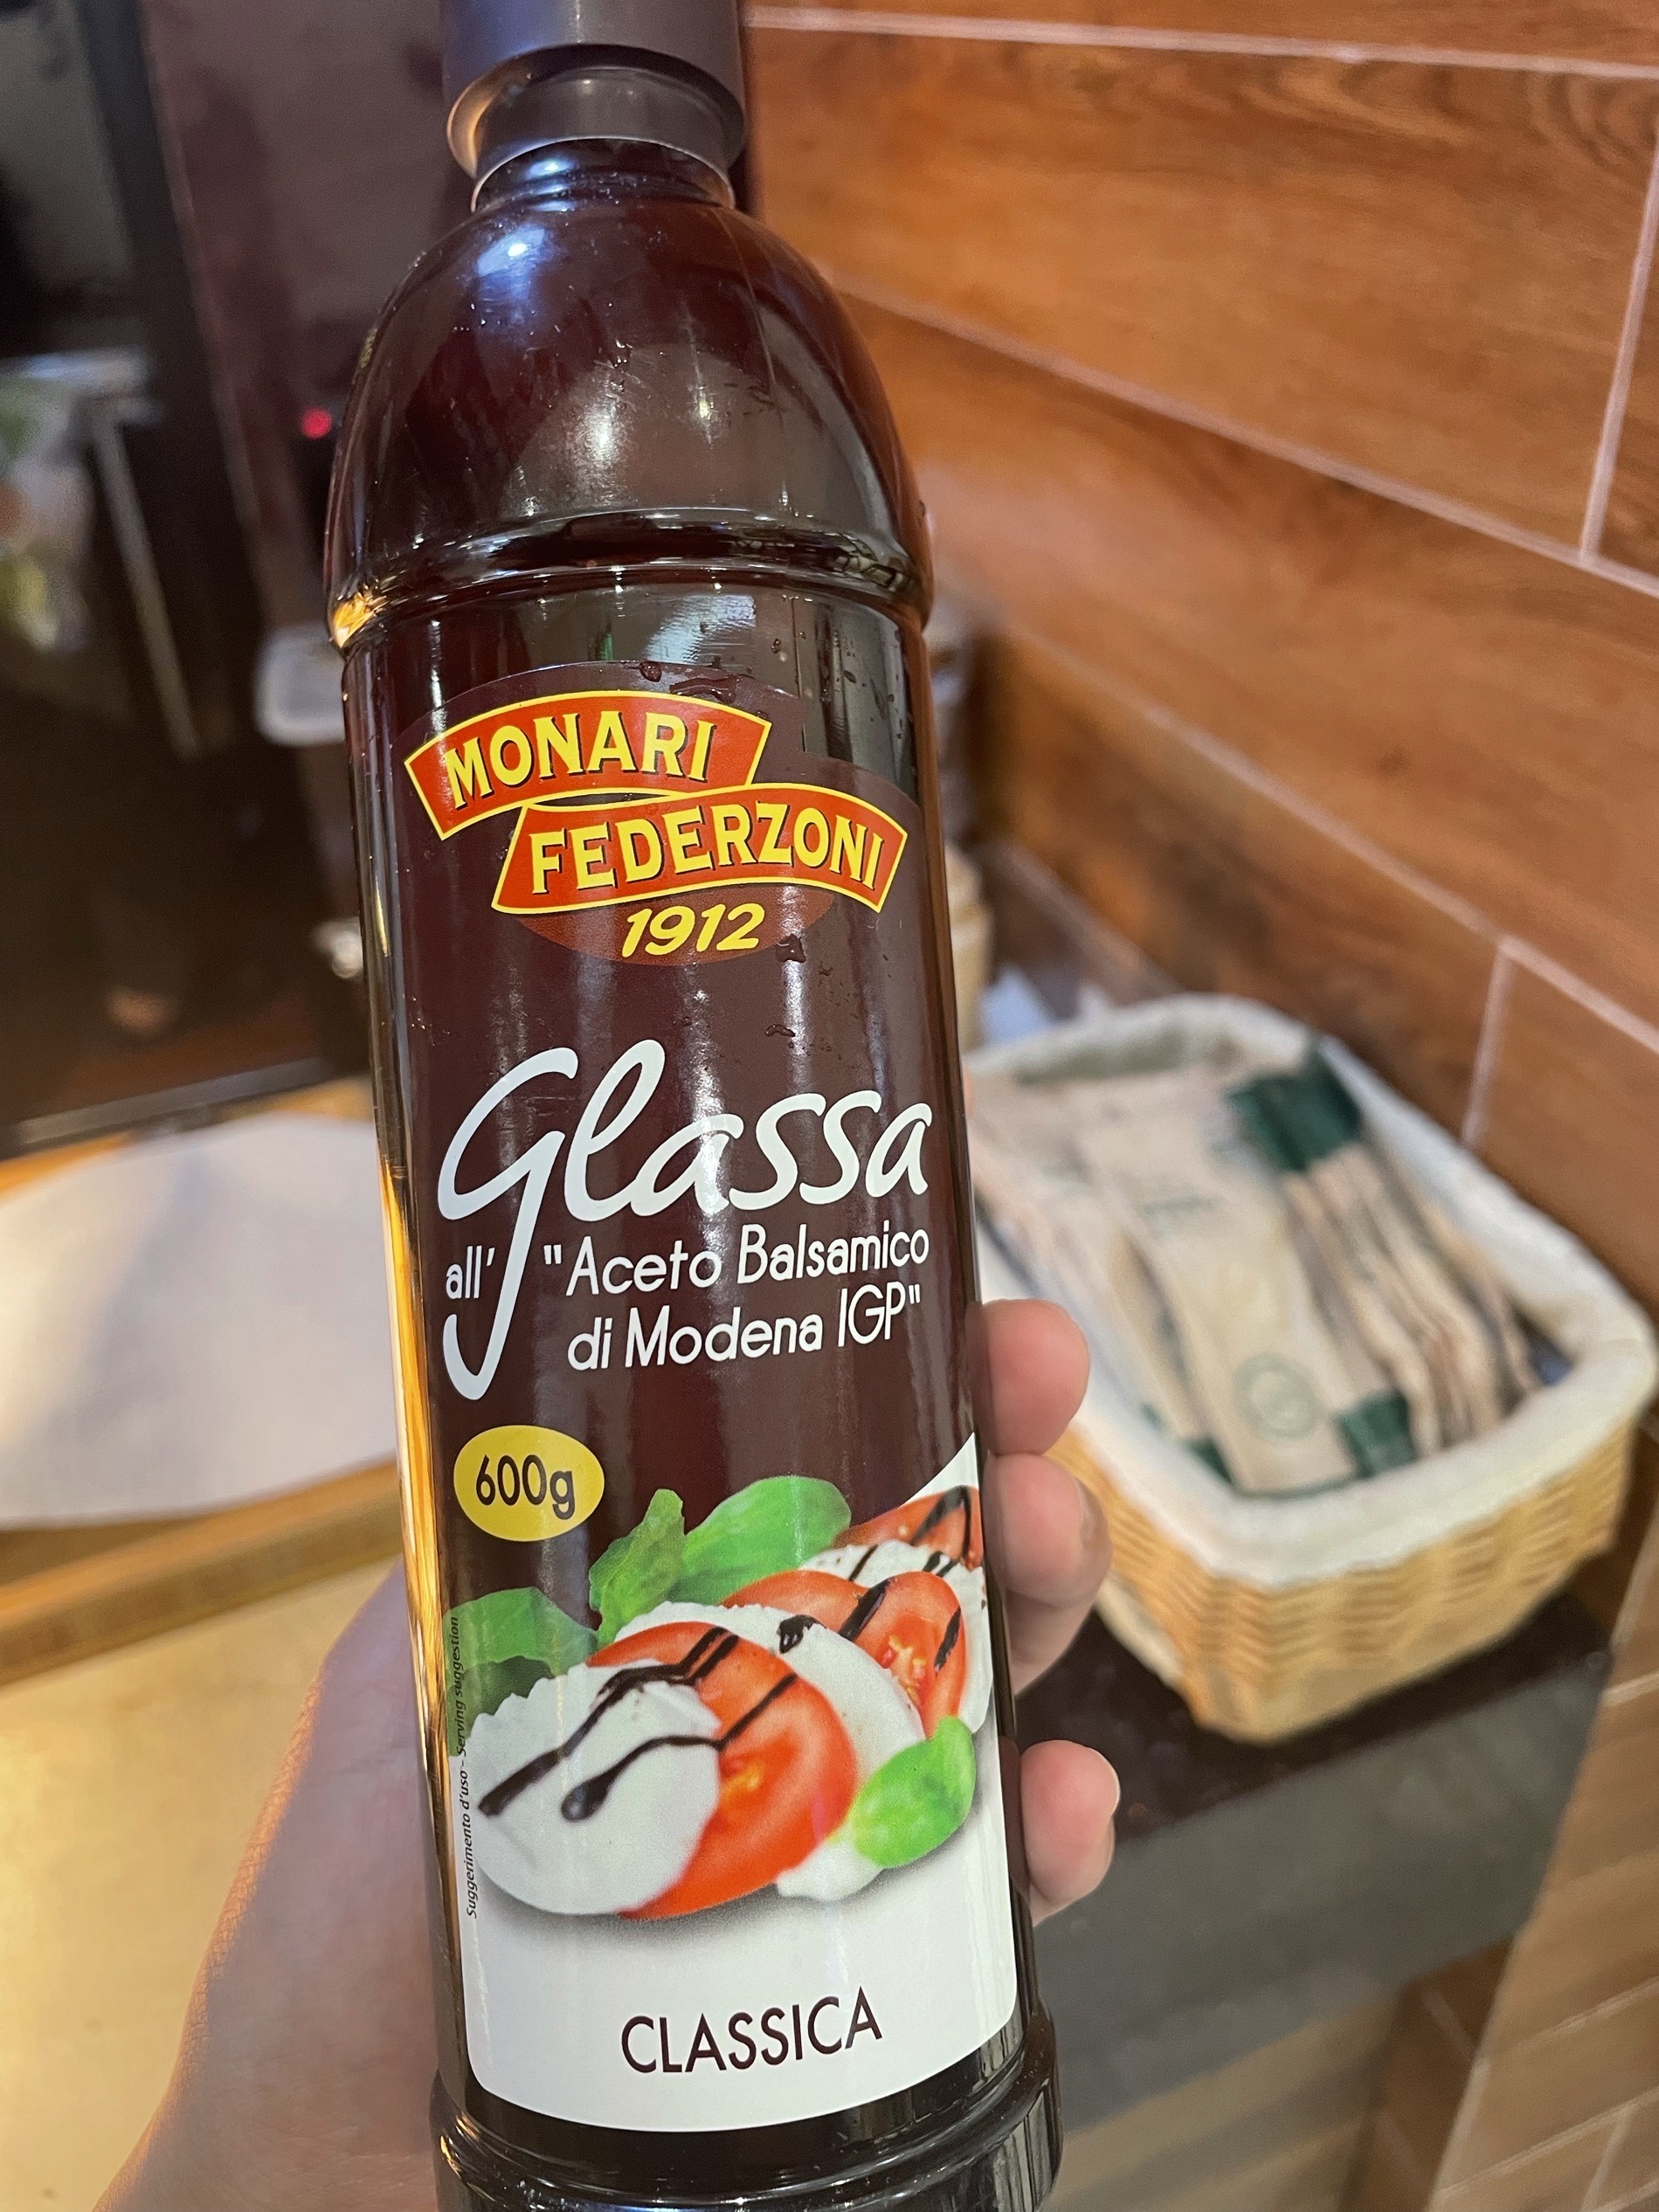 MONARI
FEDERZONI
1912
Glassa
all' "Aceto Balsamico
di Modena IGP"
600g
Suggerimento d'uso - Serving suggestion
CLASSICA